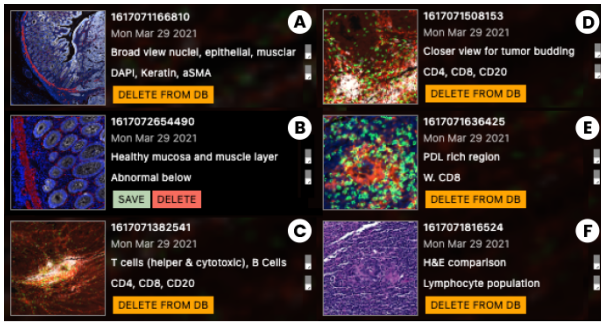 1617071166810
A
Mon Mar 29 2021
Broad view nuclei, epithelial, musclar
DAPI, Keratin, aSMA
DELETE FROM DB
1617072654490
B
Mon Mar 29 2021
Healthy mucosa and muscle layer
Abnormal below
SAVE DELETE
1617071382541
C
Mon Mar 29 2021
T cells (helper & cytotoxic), B Cells
CD4, CD8, CD20
DELETE FROM DB
1617071508153
D
Mon Mar 29 2021
Closer view for tumor budding
CD4, CD8, CD20
DELETE FROM DB
1617071636425
E
Mon Mar 29 2021
PDL rich region
W. CD8
DELETE FROM DB
1617071816524
F
Mon Mar 29 2021
H&E comparison
Lymphocyte population
DELETE FROM DB